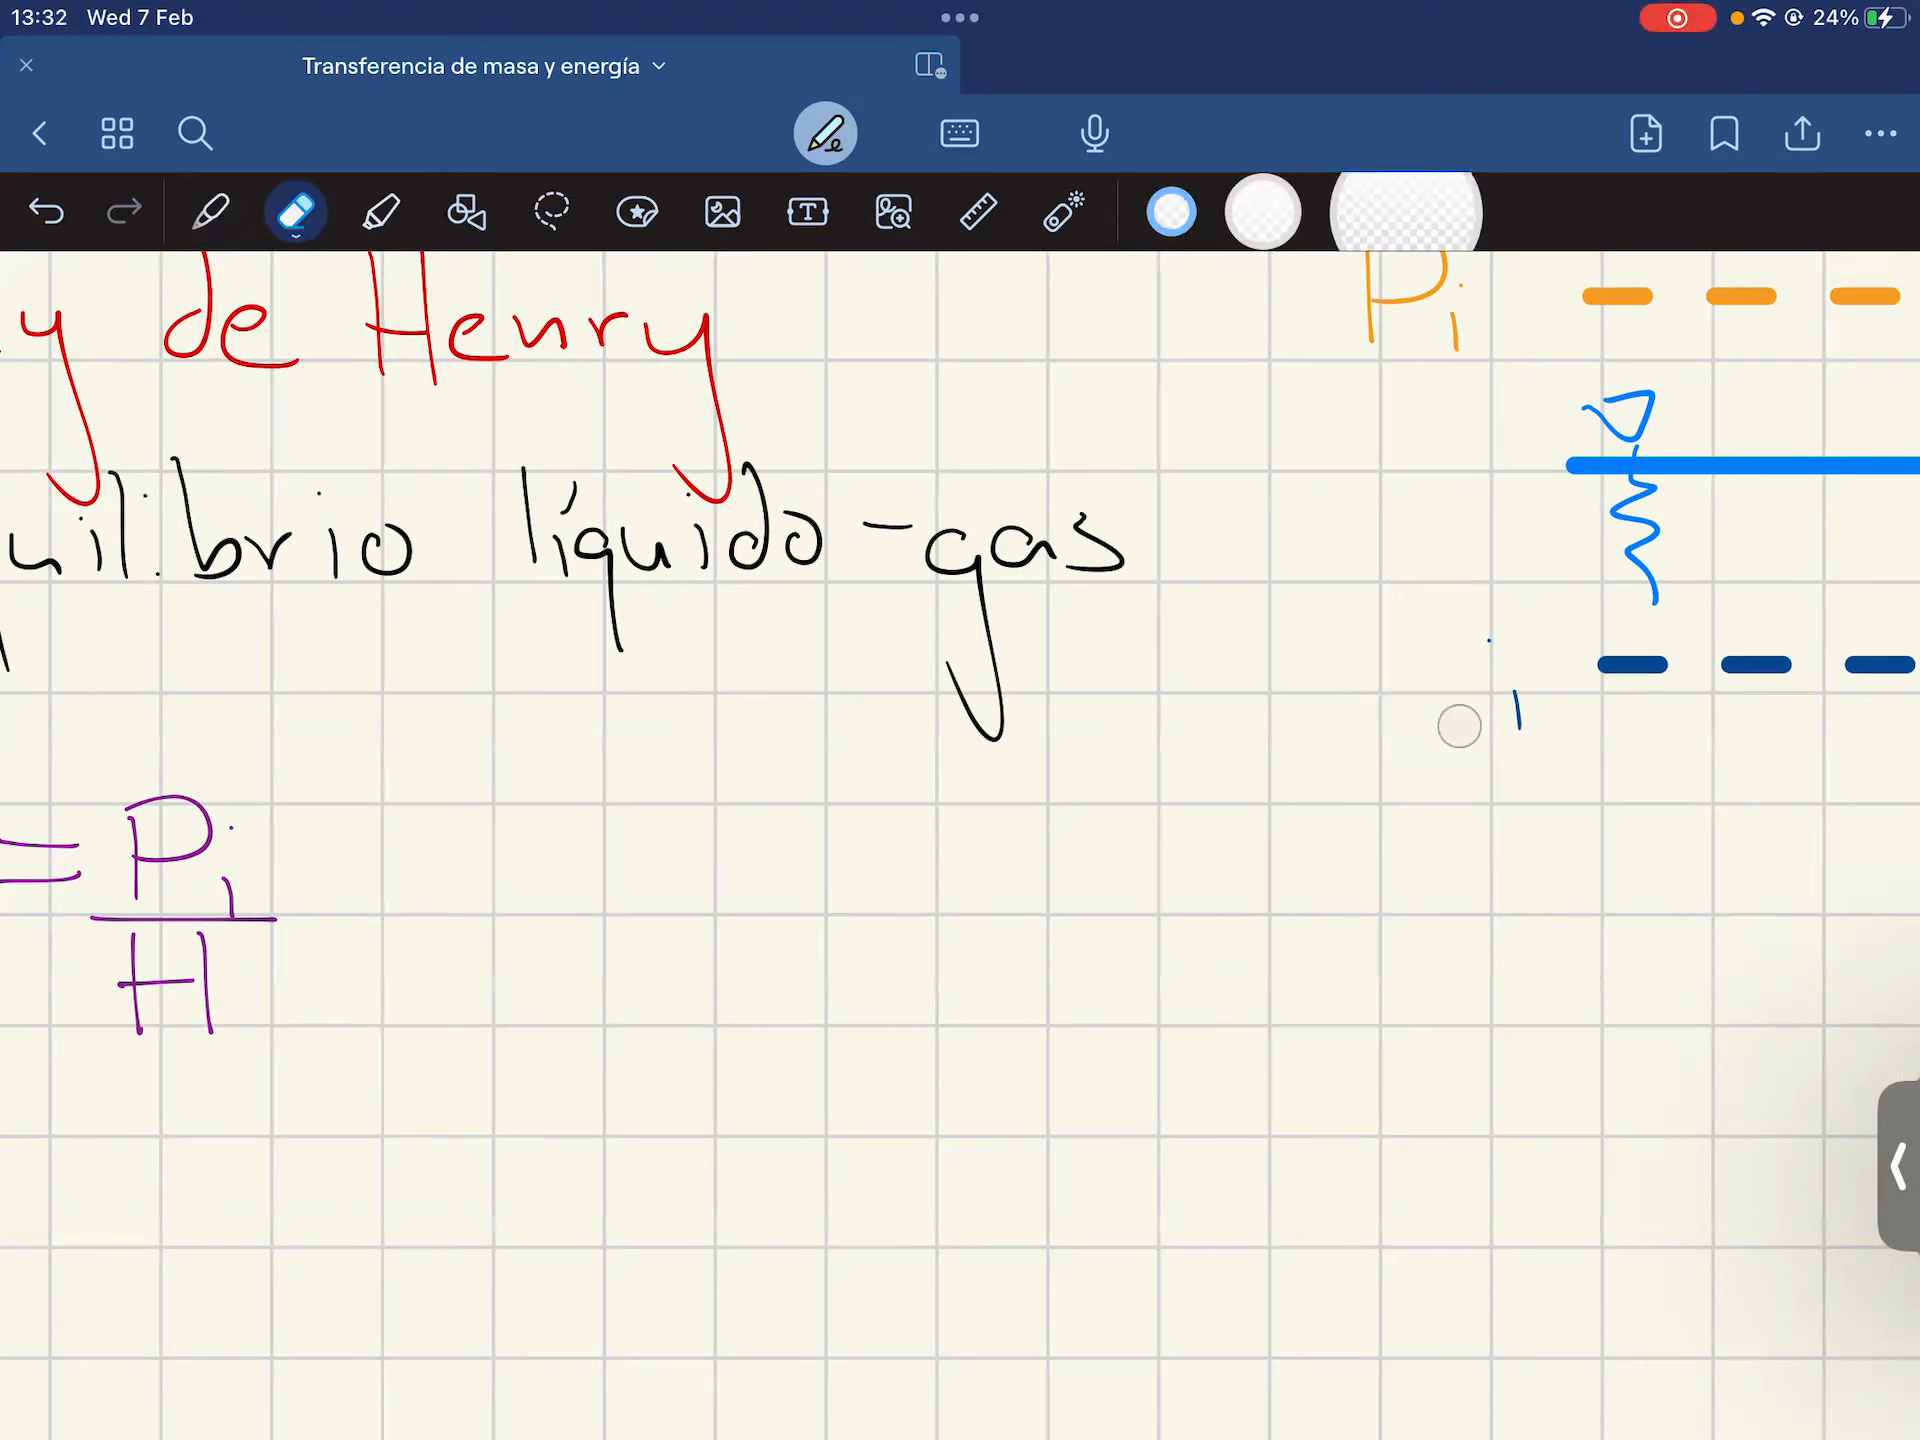 13:32 Wed 7 Feb 24%
Transferencia de masa y energía
y de Henry
Pi
uilibrio líquido-gas
= Pi
H